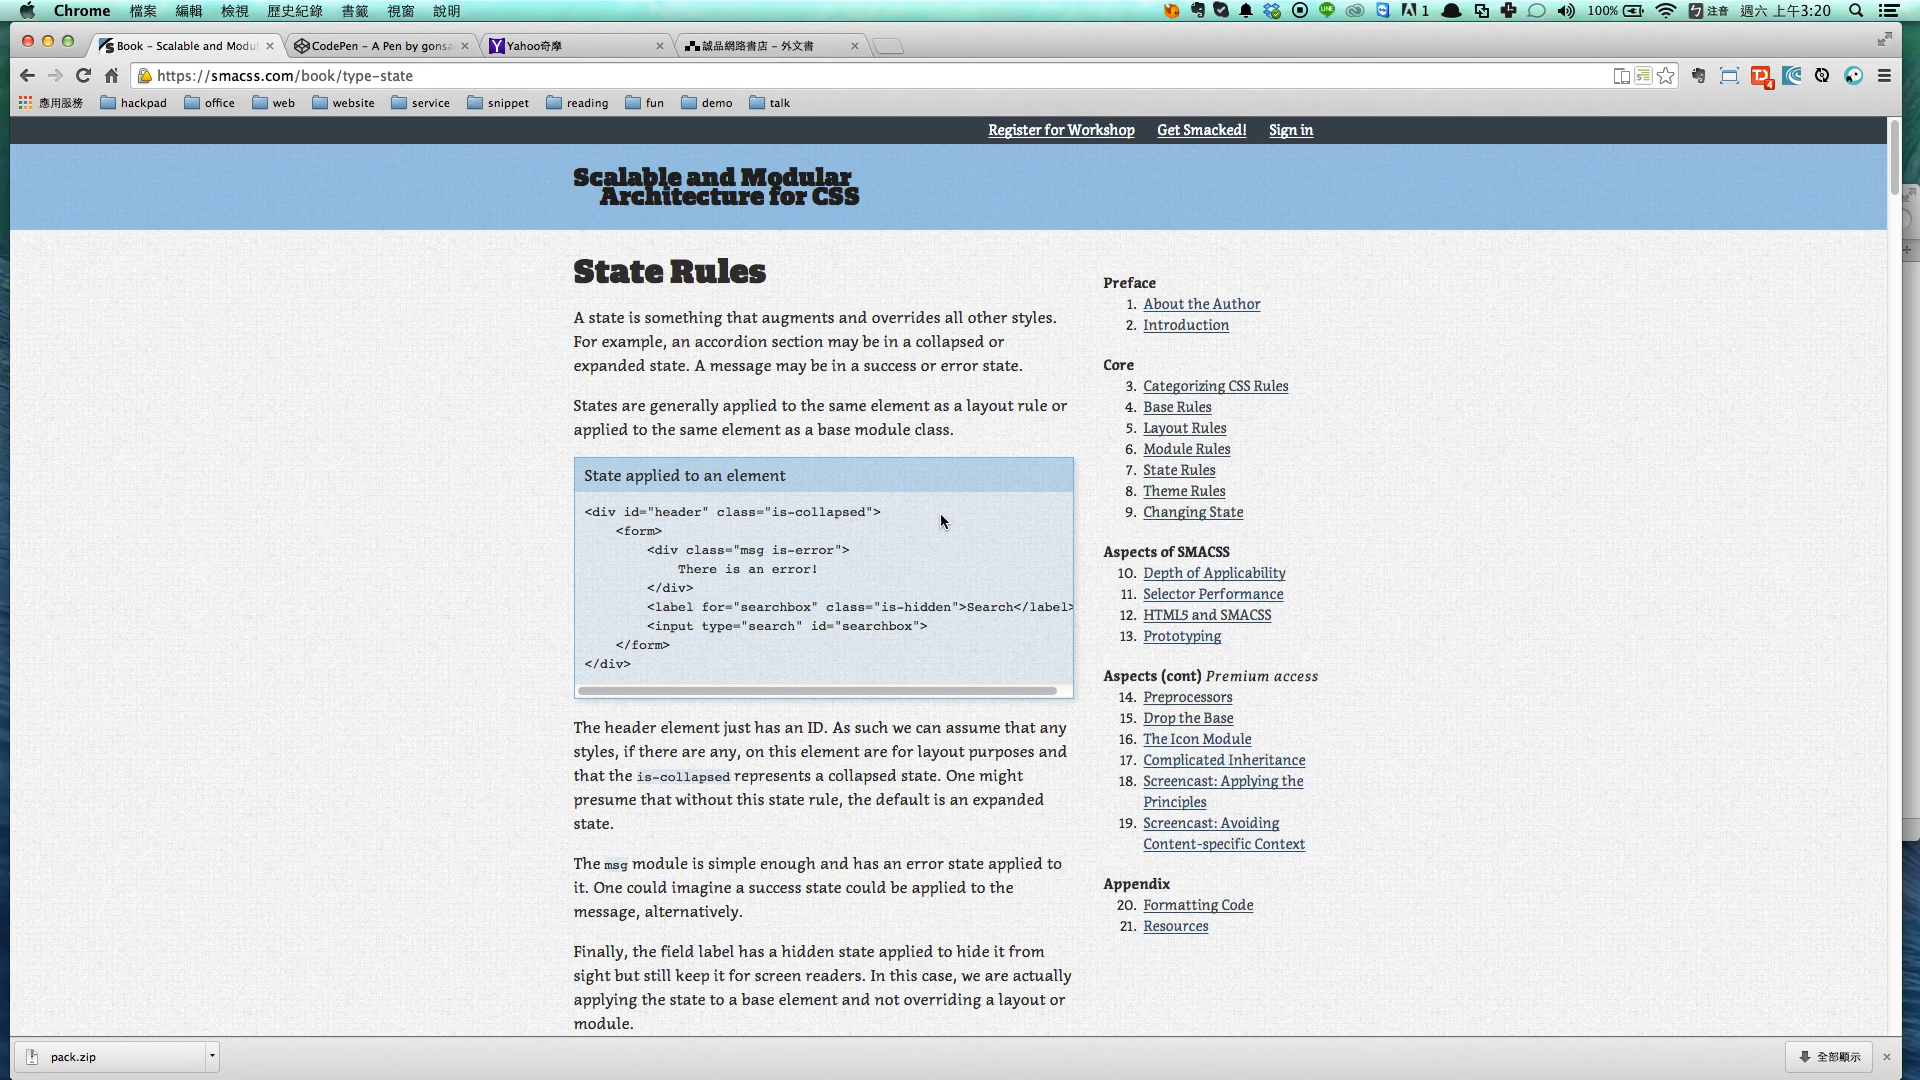 Chrome 檔案 編輯 檢視 歷史紀錄 書籤 視窗 說明 1 100% 注音 週六 上午3:20
Book – Scalable and Modul CodePen – A Pen by gonsa Yahoo奇摩 誠品網路書店 – 外文書
https://smacss.com/book/type-state 4
應用服務 hackpad office web website service snippet reading fun demo talk
Register for Workshop Get Smacked! Sign in
Scalable and Modular
Architecture for CSS
State Rules
A state is something that augments and overrides all other styles.
For example, an accordion section may be in a collapsed or
expanded state. A message may be in a success or error state.
States are generally applied to the same element as a layout rule or
applied to the same element as a base module class.
State applied to an element
<div id="header" class="is-collapsed">
    <form>
        <div class="msg is-error">
            There is an error!
        </div>
        <label for="searchbox" class="is-hidden">Search</label>
        <input type="search" id="searchbox">
    </form>
</div>
The header element just has an ID. As such we can assume that any
styles, if there are any, on this element are for layout purposes and
that the is-collapsed represents a collapsed state. One might
presume that without this state rule, the default is an expanded
state.
The msg module is simple enough and has an error state applied to
it. One could imagine a success state could be applied to the
message, alternatively.
Finally, the field label has a hidden state applied to hide it from
sight but still keep it for screen readers. In this case, we are actually
applying the state to a base element and not overriding a layout or
module.
Preface
1. About the Author
2. Introduction
Core
3. Categorizing CSS Rules
4. Base Rules
5. Layout Rules
6. Module Rules
7. State Rules
8. Theme Rules
9. Changing State
Aspects of SMACSS
10. Depth of Applicability
11. Selector Performance
12. HTML5 and SMACSS
13. Prototyping
Aspects (cont) Premium access
14. Preprocessors
15. Drop the Base
16. The Icon Module
17. Complicated Inheritance
18. Screencast: Applying the
Principles
19. Screencast: Avoiding
Content-specific Context
Appendix
20. Formatting Code
21. Resources
pack.zip 全部顯示